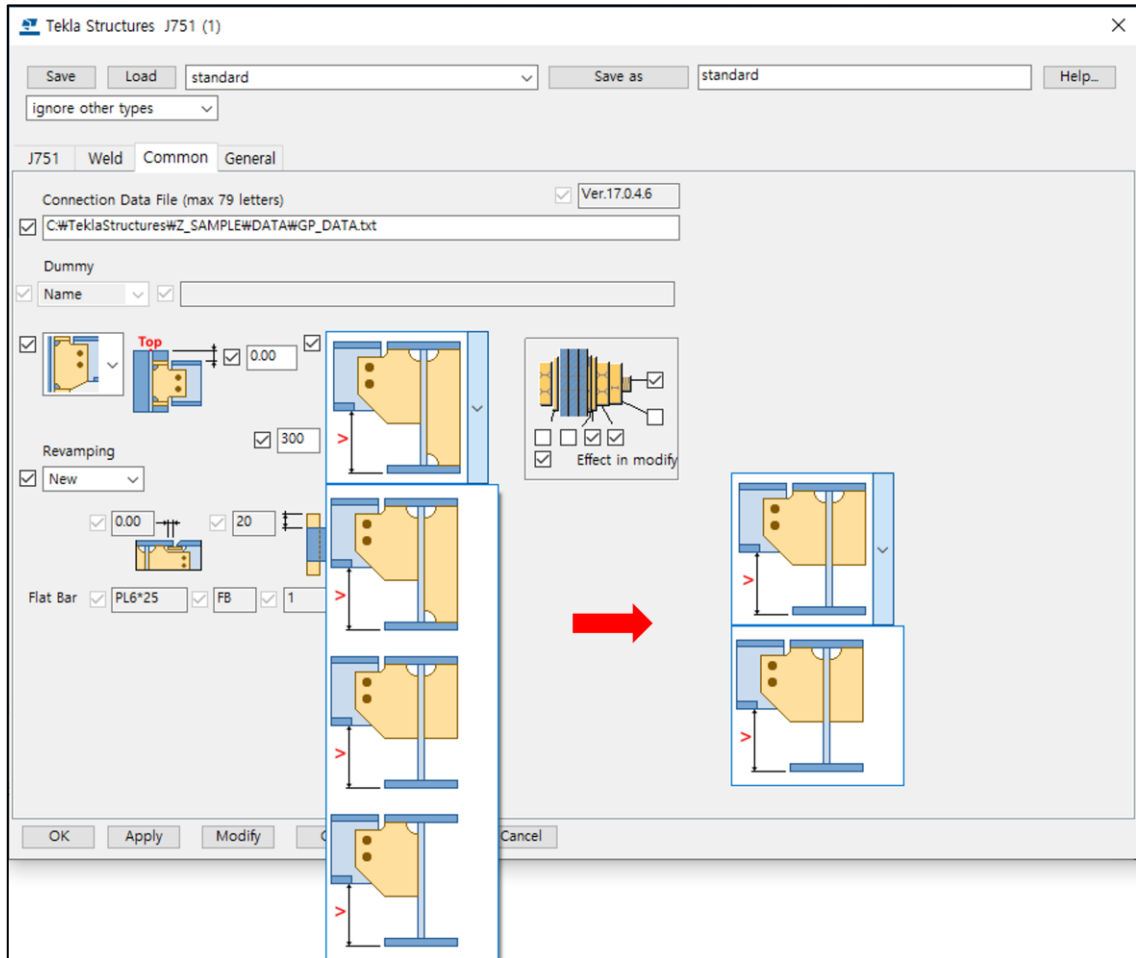 Tekla Structures J751 (1)
Save Load standard Save as standard Help...
ignore other types
J751 Weld Common General
Connection Data File (max 79 letters) Ver.17.0.4.6
C:₩TeklaStructures₩Z_SAMPLE₩DATA₩GP_DATA.txt
Dummy
Name
Top
0.00
300
Revamping
New
Effect in modify
0.00 20
Flat Bar PL6*25 FB 1
OK Apply Modify Cancel